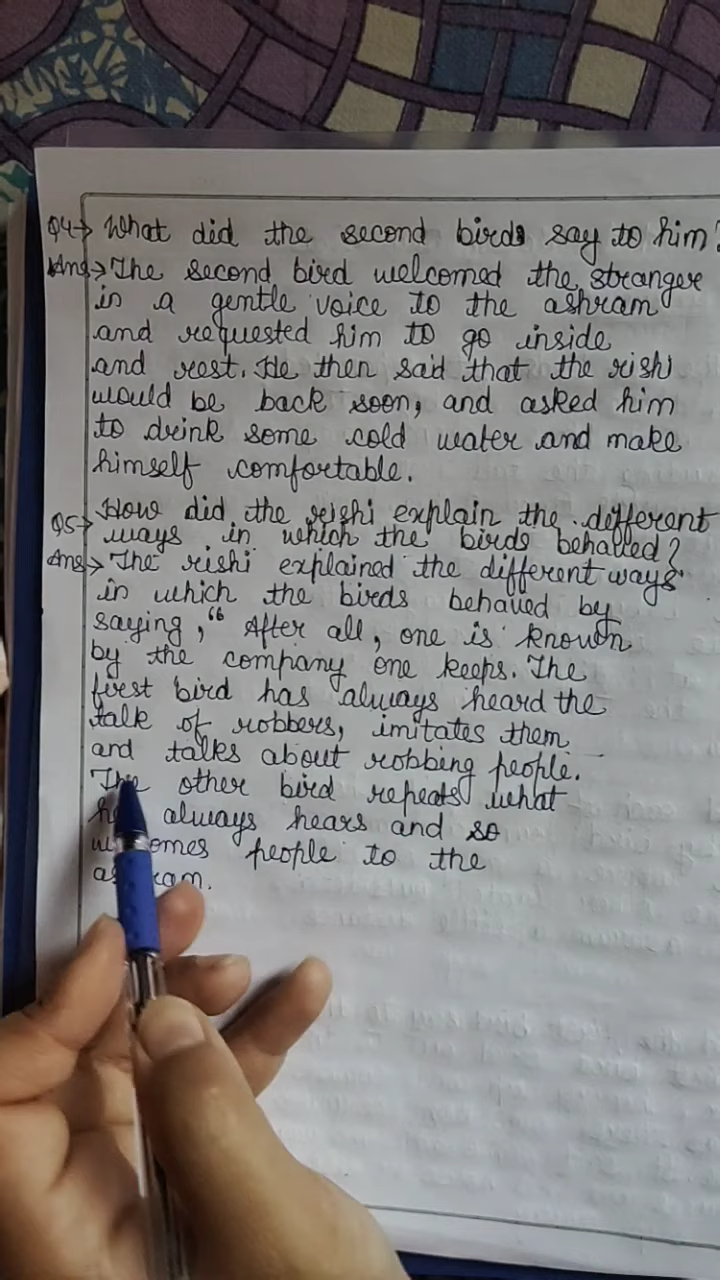 Q4→ What did the second birds say to him?
Ans→ The second bird welcomed the stranger
in a gentle voice to the ashram
and requested him to go inside
and rest. He then said that the rishi
would be back soon, and asked him
to drink some cold water and make
himself comfortable.
Q5→ How did the rishi explain the different
ways in which the birds behaved?
Ans→ The rishi explained the different ways
in which the birds behaved by
saying, “ After all, one is known
by the company one keeps. The
first bird has always heard the
talk of robbers, imitates them
and talks about robbing people.
The other bird repeats what
always hears and so
people to the